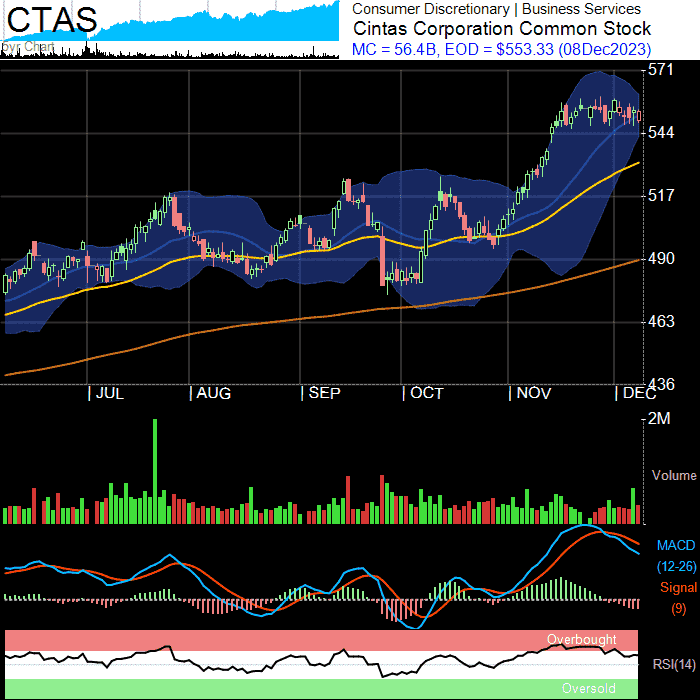 CTAS
5yr Chart
Consumer Discretionary | Business Services
Cintas Corporation Common Stock
MC = 56.4B, EOD = $553.33 (08Dec2023)
571
544
517
490
463
436
| JUL | AUG | SEP | OCT | NOV | DEC
2M
Volume
MACD
(12-26)
Signal
(9)
Overbought
RSI(14)
Oversold